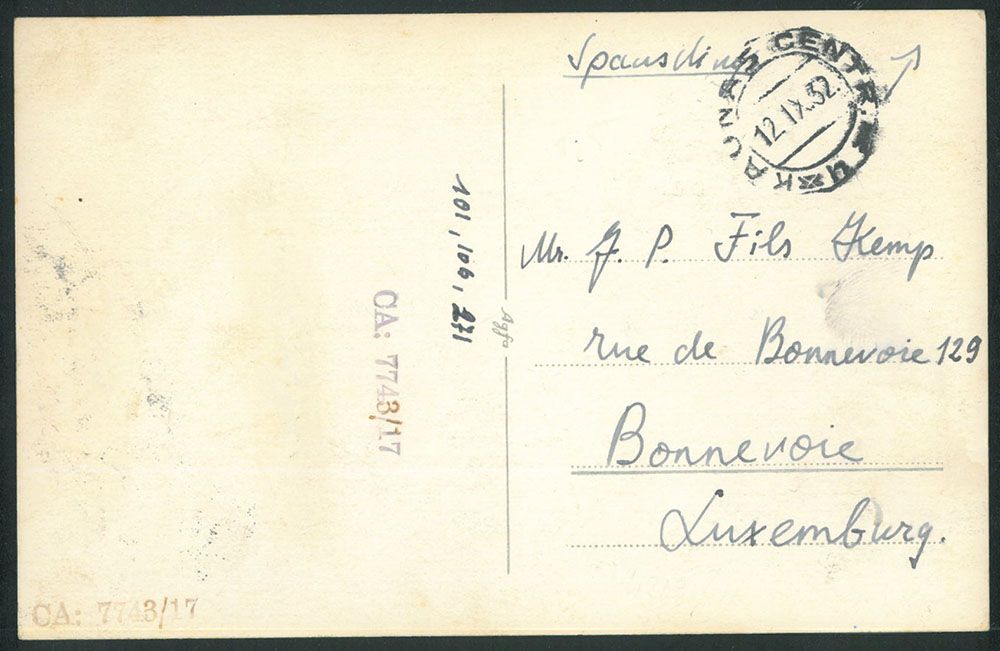 Spausdiny
KAUNAS CENTR.
12.IX.32.
Mr. J. P. Fils Kemp
rue de Bonnevoie 129
Bonnevoie
Luxemburg.
Agfa
101, 106, 271
CA: 7743/17
CA: 7743/17